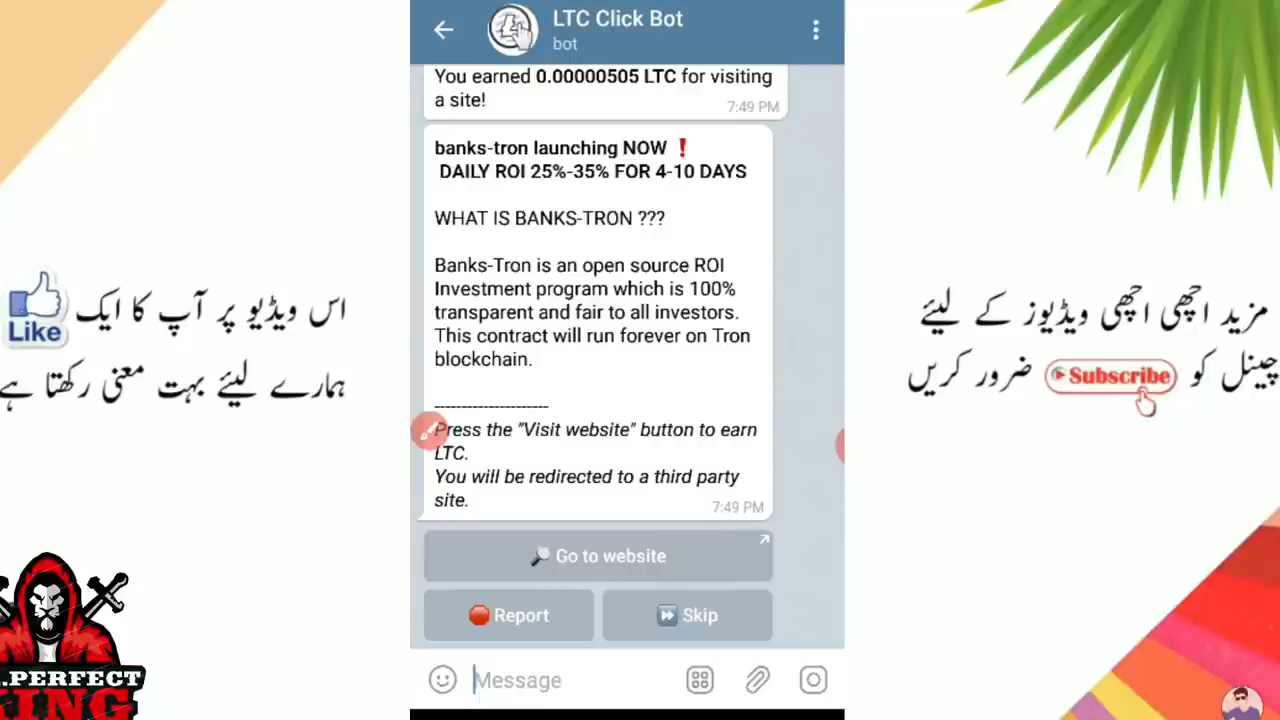 LTC Click Bot
bot
You earned 0.00000505 LTC for visiting
a site!
7:49 PM
banks-tron launching NOW ❗
DAILY ROI 25%-35% FOR 4-10 DAYS
WHAT IS BANKS-TRON ???
Banks-Tron is an open source ROI
Investment program which is 100%
transparent and fair to all investors.
This contract will run forever on Tron
blockchain.
---------------------
Press the "Visit website" button to earn
LTC.
You will be redirected to a third party
site.
7:49 PM
Go to website
Report
Skip
Message
اس ویڈیو پر آپ کا ایک Like
ہمارے لیئے بہت معنی رکھتا ہے
مزید اچھی اچھی ویڈیوز کے لیئے
چینل کو Subscribe ضرور کریں
.PERFECT
KING